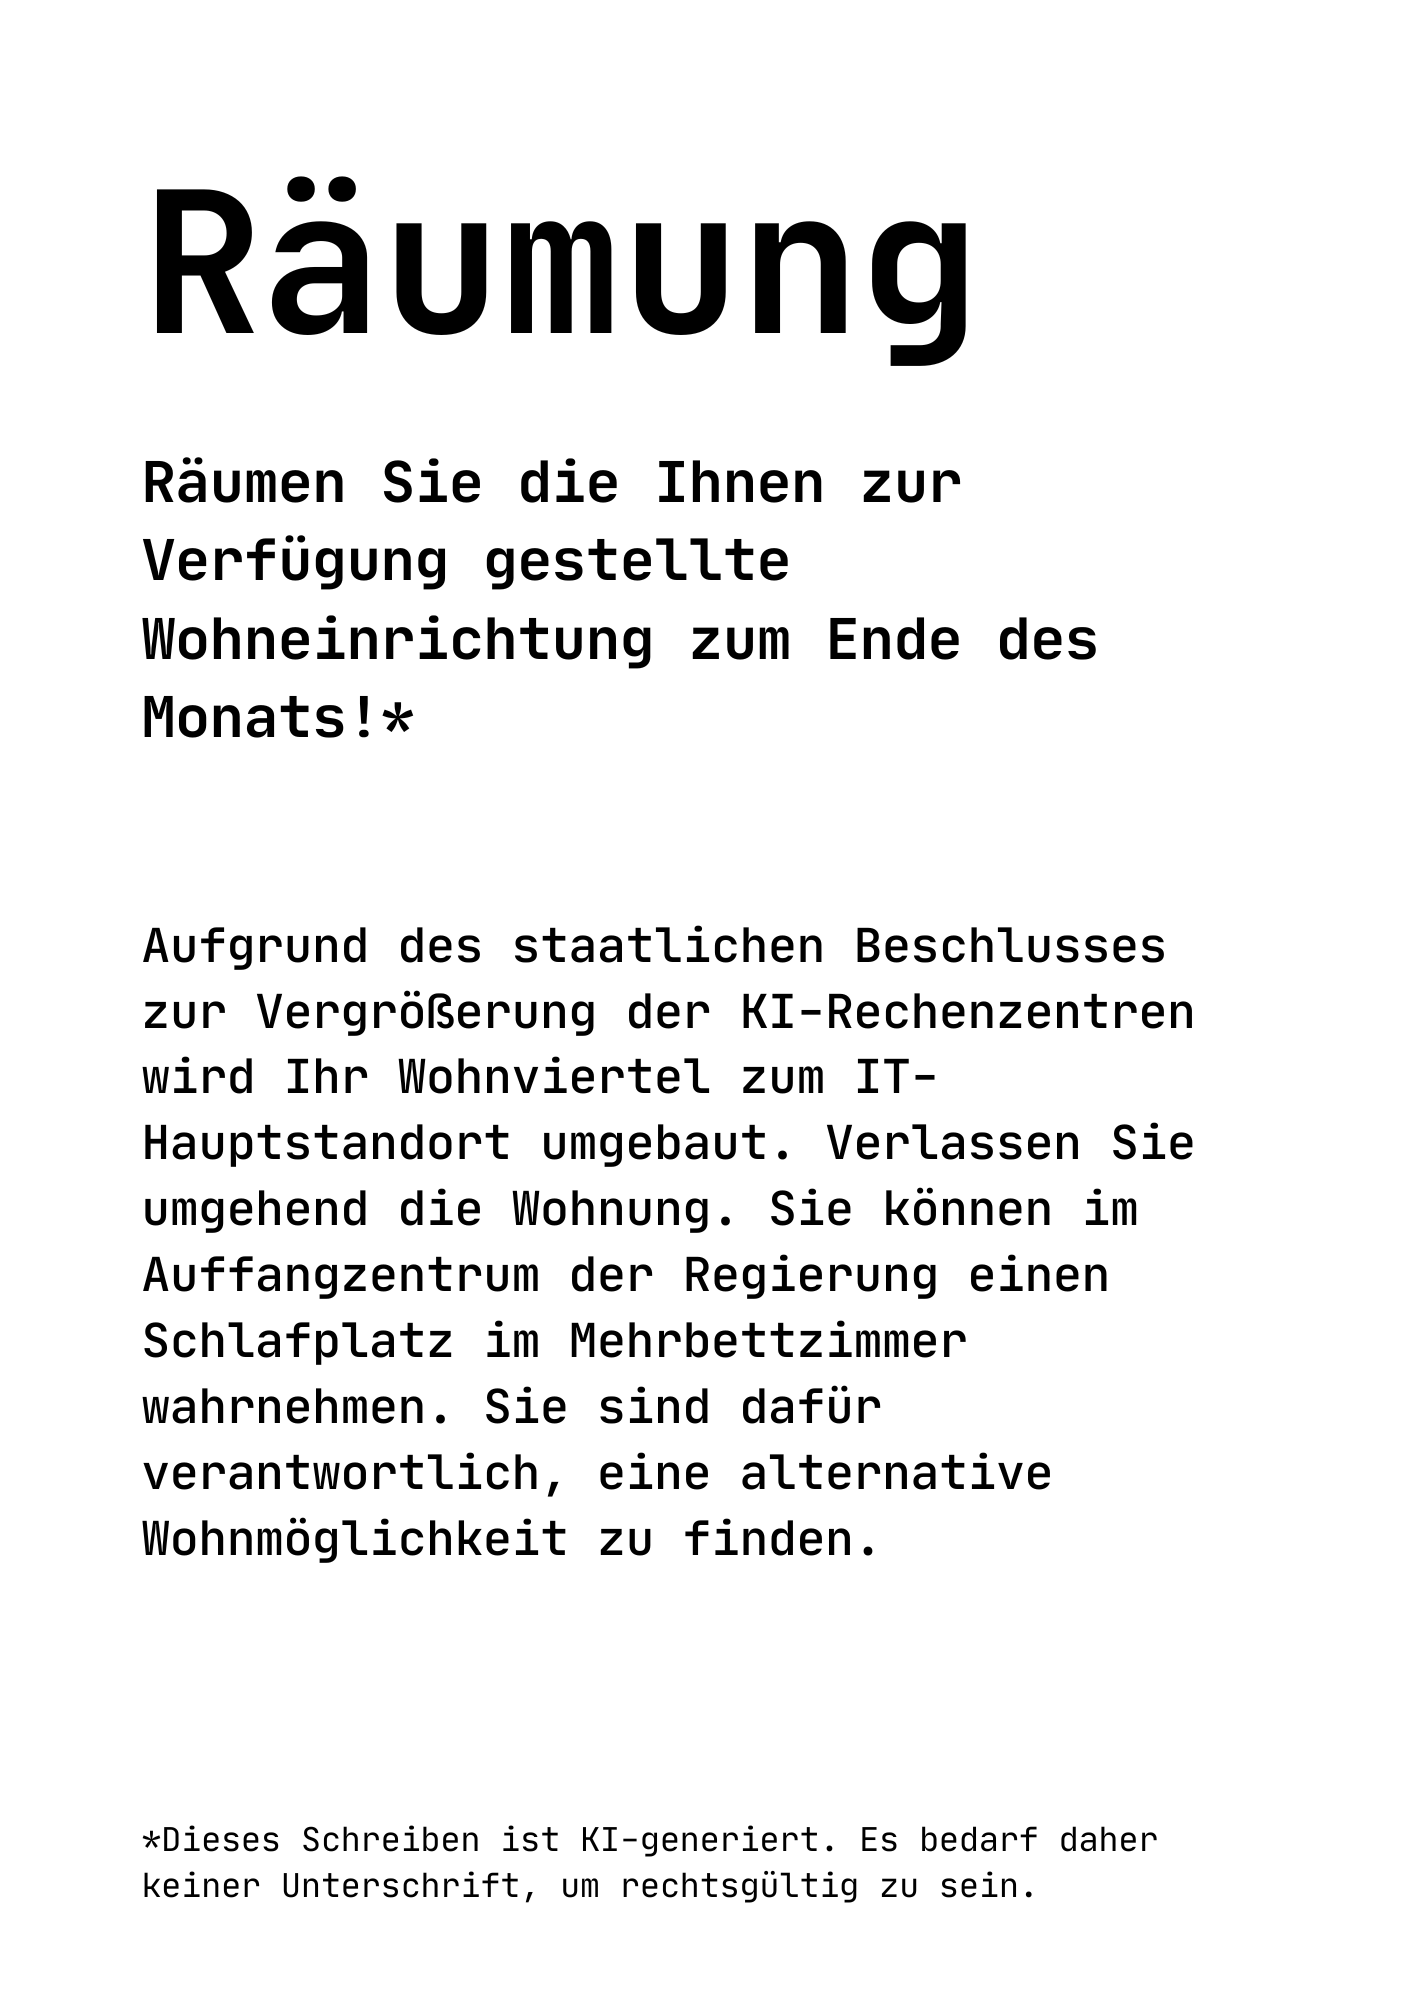 Räumung
Räumen Sie die Ihnen zur
Verfügung gestellte
Wohneinrichtung zum Ende des
Monats!*
Aufgrund des staatlichen Beschlusses
zur Vergrößerung der KI-Rechenzentren
wird Ihr Wohnviertel zum IT-
Hauptstandort umgebaut. Verlassen Sie
umgehend die Wohnung. Sie können im
Auffangzentrum der Regierung einen
Schlafplatz im Mehrbettzimmer
wahrnehmen. Sie sind dafür
verantwortlich, eine alternative
Wohnmöglichkeit zu finden.
*Dieses Schreiben ist KI-generiert. Es bedarf daher
keiner Unterschrift, um rechtsgültig zu sein.